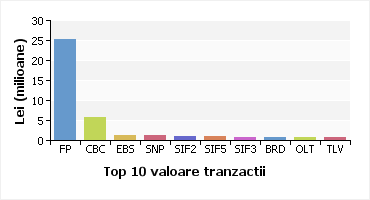 Lei (milioane)
30
25
20
15
10
5
0
FP CBC EBS SNP SIF2 SIF5 SIF3 BRD OLT TLV
Top 10 valoare tranzactii